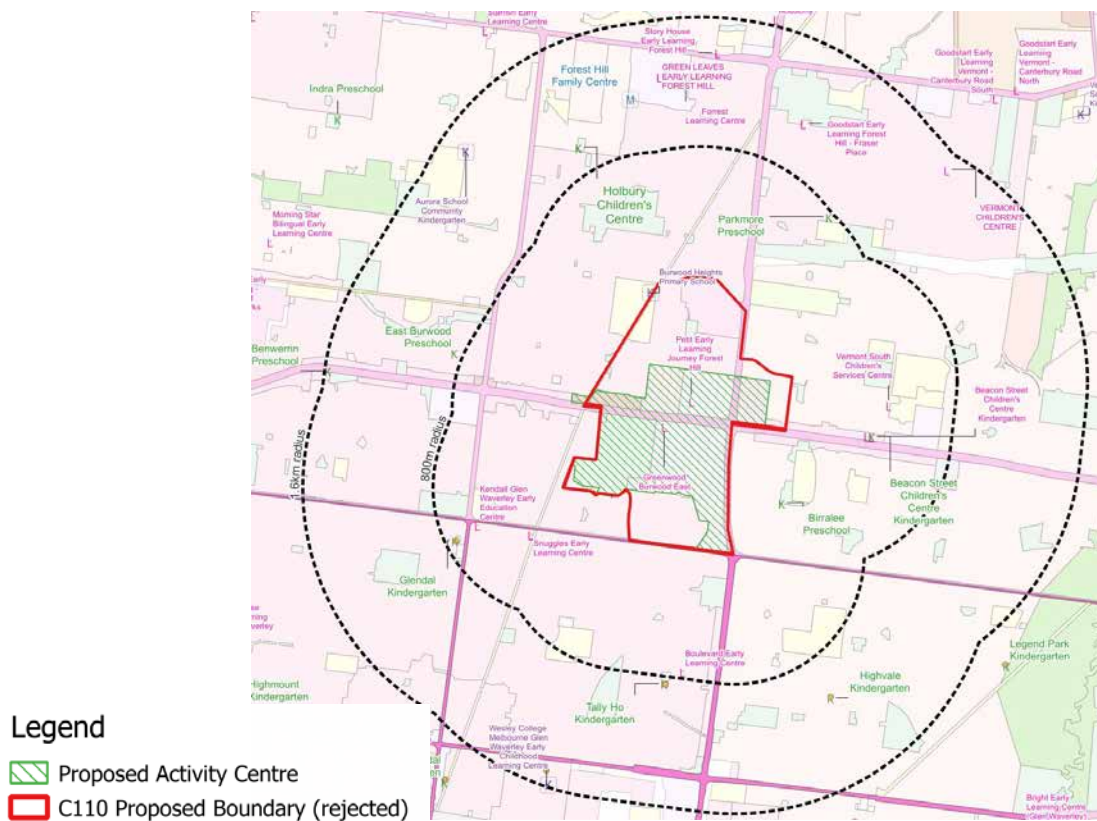 Starfish Early
Learning Centre
L
Story House
Early Learning,
Forest Hill
L
Goodstart Early
Learning
Vermont -
Canterbury Road
South
L
Goodstart Early
Learning
Vermont -
Canterbury Road
North
L
K
Forest Hill
Family Centre
M
L
GREEN LEAVES
EARLY LEARNING
FOREST HILL
Indra Preschool
K
Forrest
Learning Centre
L
Goodstart Early
Learning Forest
Hill - Fraser
Place
K
Aurora School
Community
Kindergarten
K
Holbury
Children's
Centre
L
VERMONT
CHILDREN'S
CENTRE
Morning Star
Bilingual Early
Learning Centre
L
Parkmore
Preschool
K
Burwood Heights
Primary School
K
East Burwood
Preschool
K
Benwerrin
Preschool
Petit Early
Learning
Journey Forest
Hill
L
Vermont South
Children's
Services Centre
L
Beacon Street
Children's
Centre
Kindergarten
K
1.6km radius
800m radius
L
Greenwood
Burwood East
Kendall Glen
Waverley Early
Education
Centre
L
Beacon Street
Children's
Centre
Kindergarten
K
Birralee
Preschool
L
Snuggles Early
Learning Centre
Glendal
Kindergarten
Legend Park
Kindergarten
Boulevard Early
Learning Centre
L
Highvale
Kindergarten
Highmount
Kindergarten
Tally Ho
Kindergarten
Wesley College
Melbourne Glen
Waverley Early
Childhood
Learning Centre
Bright Early
Learning Centre
(Glen Waverley)
Legend
Proposed Activity Centre
C110 Proposed Boundary (rejected)